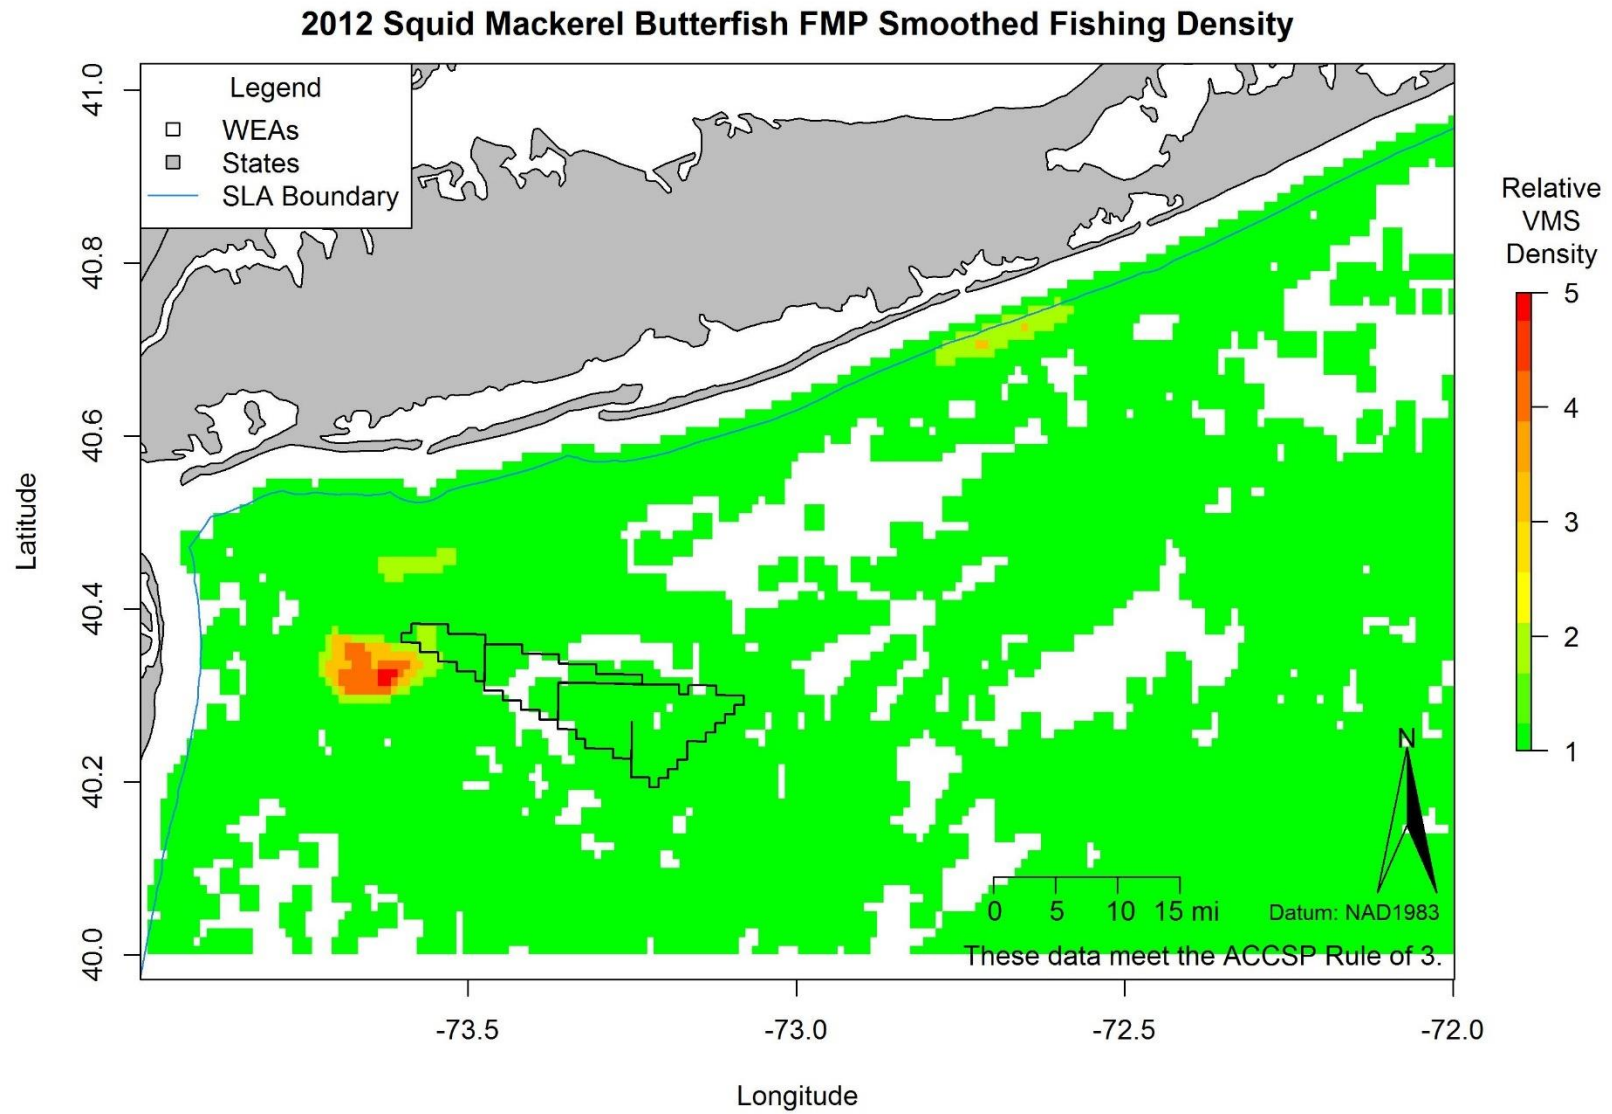 2012 Squid Mackerel Butterfish FMP Smoothed Fishing Density
Legend
WEAs
States
SLA Boundary
Latitude
41.0
40.8
40.6
40.4
40.2
40.0
Relative
VMS
Density
5
4
3
2
1
N
0 5 10 15 mi
Datum: NAD1983
These data meet the ACCSP Rule of 3.
-73.5 -73.0 -72.5 -72.0
Longitude